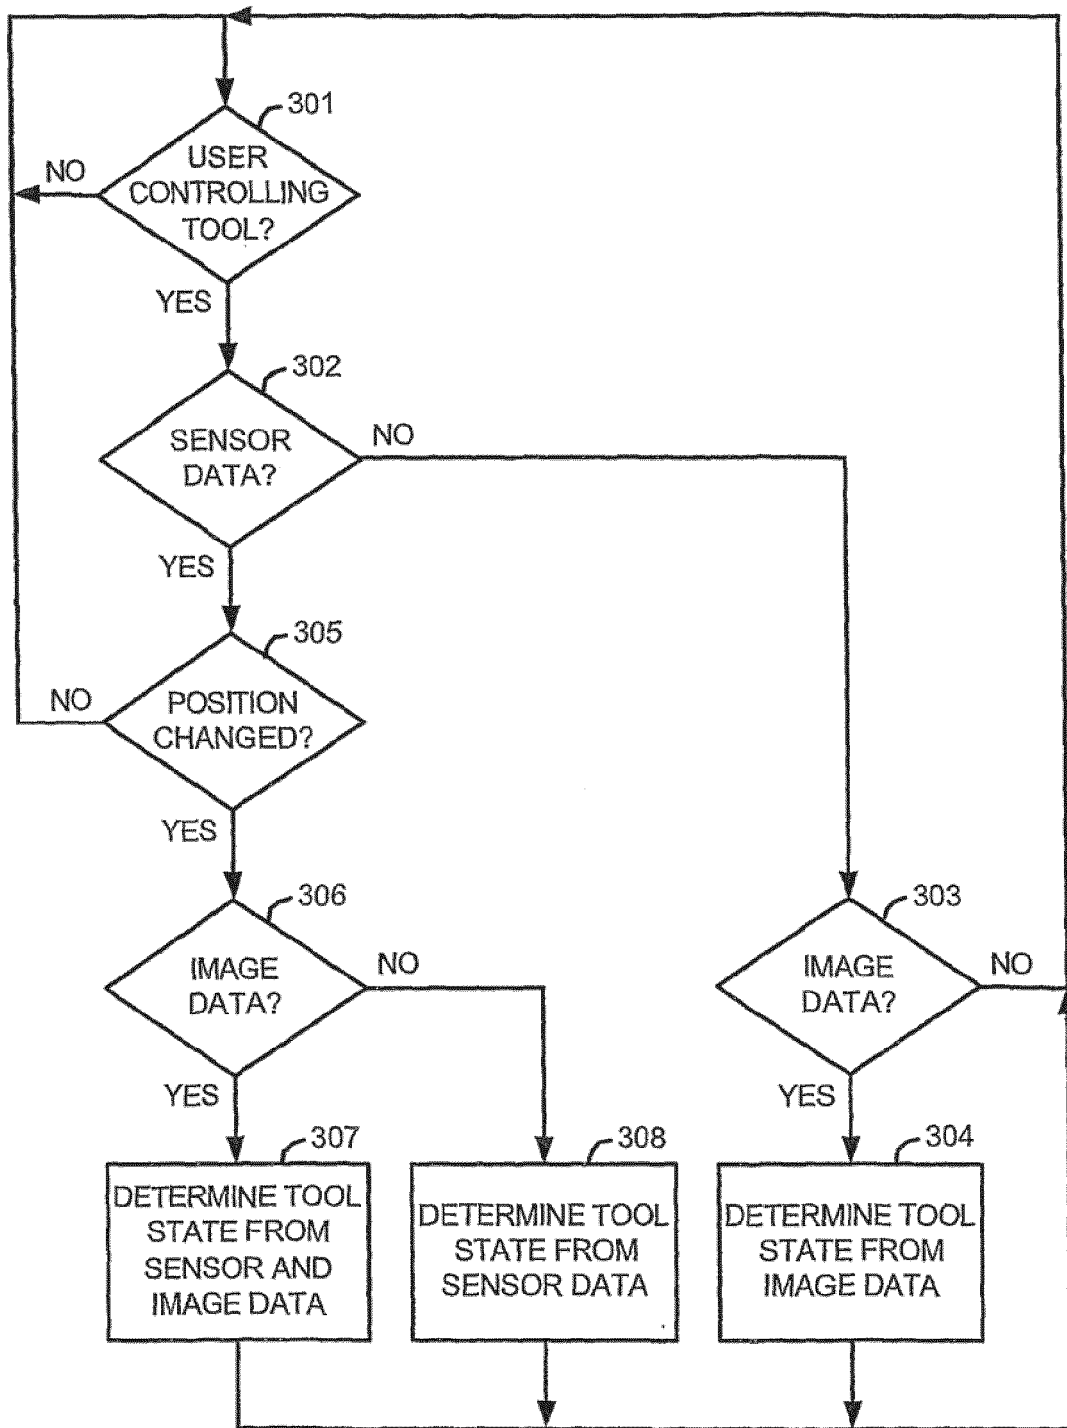 301
USER
CONTROLLING
TOOL?
NO
YES
302
SENSOR
DATA?
NO
YES
305
POSITION
CHANGED?
NO
YES
306
IMAGE
DATA?
NO
YES
303
IMAGE
DATA?
NO
YES
307
DETERMINE TOOL
STATE FROM
SENSOR AND
IMAGE DATA
308
DETERMINE TOOL
STATE FROM
SENSOR DATA
304
DETERMINE TOOL
STATE FROM
IMAGE DATA